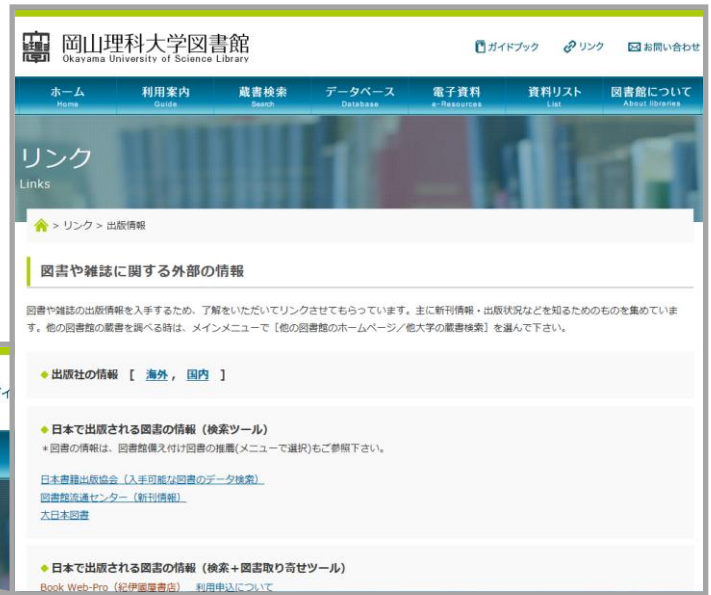 岡山理科大学図書館
Okayama University of Science Library
ガイドブック リンク お問い合わせ
ホーム 利用案内 蔵書検索 データベース 電子資料 資料リスト 図書館について
Home Guide Search Database e-Resources List About libraries
リンク
Links
> リンク > 出版情報
図書や雑誌に関する外部の情報
図書や雑誌の出版情報を入手するため、了解をいただいてリンクさせてもらっています。主に新刊情報・出版状況などを知るためのものを集めていま
す。他の図書館の蔵書を調べる時は、メインメニューで［他の図書館のホームページ／他大学の蔵書検索］を選んで下さい。
◆出版社の情報 [ 海外 , 国内 ]
◆日本で出版される図書の情報（検索ツール）
*図書の情報は、図書館備え付け図書の推薦(メニューで選択)もご参照下さい。
日本書籍出版協会（入手可能な図書のデータ検索）
図書館流通センター（新刊情報）
大日本図書
◆日本で出版される図書の情報（検索+図書取り寄せツール）
Book Web-Pro（紀伊國屋書店） 利用申込について